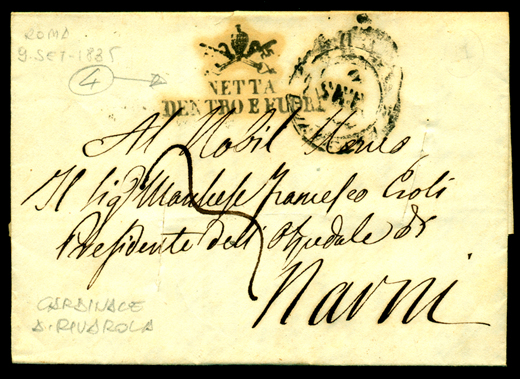 ROMA
9-SET-1835
4
NETTA
DENTRO E FUORI
SET
Al Nobil Uomo
Il Sig Marchese Francesco Eroli
Presidente dell'Ospedale di
Narni
CARDINALE
A. RIVAROLA